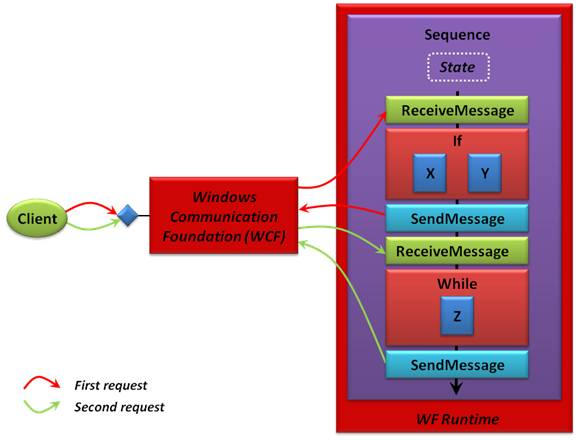 Sequence
State
ReceiveMessage
If
X
Y
Windows
Communication
Foundation (WCF)
Client
SendMessage
ReceiveMessage
While
Z
SendMessage
First request
Second request
WF Runtime